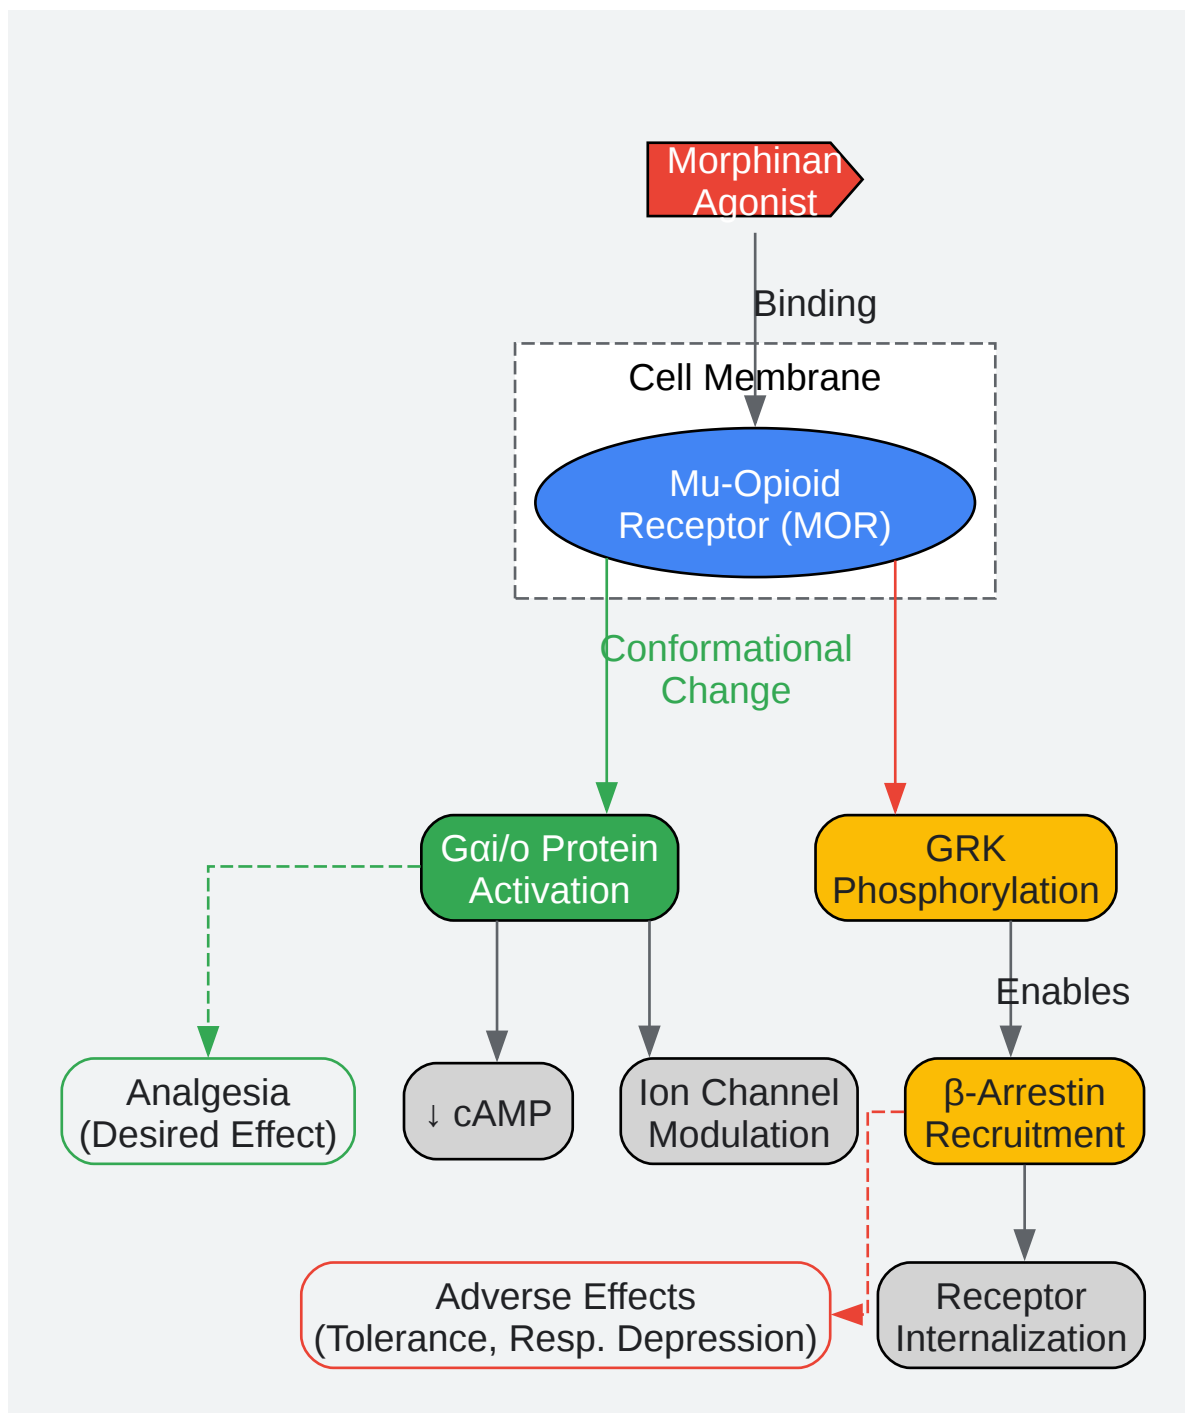 Morphinan
Agonist
Binding
Cell Membrane
Mu-Opioid
Receptor (MOR)
Conformational
Change
Gαi/o Protein
Activation
GRK
Phosphorylation
Enables
Analgesia
(Desired Effect)
↓ cAMP
Ion Channel
Modulation
β-Arrestin
Recruitment
Adverse Effects
(Tolerance, Resp. Depression)
Receptor
Internalization